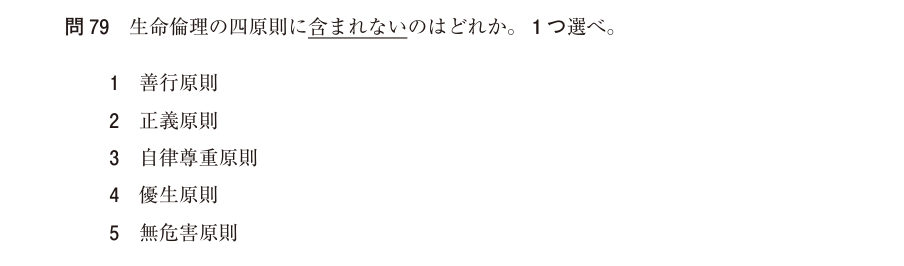 問79 生命倫理の四原則に含まれないのはどれか。1つ選べ。
1 善行原則
2 正義原則
3 自律尊重原則
4 優生原則
5 無危害原則